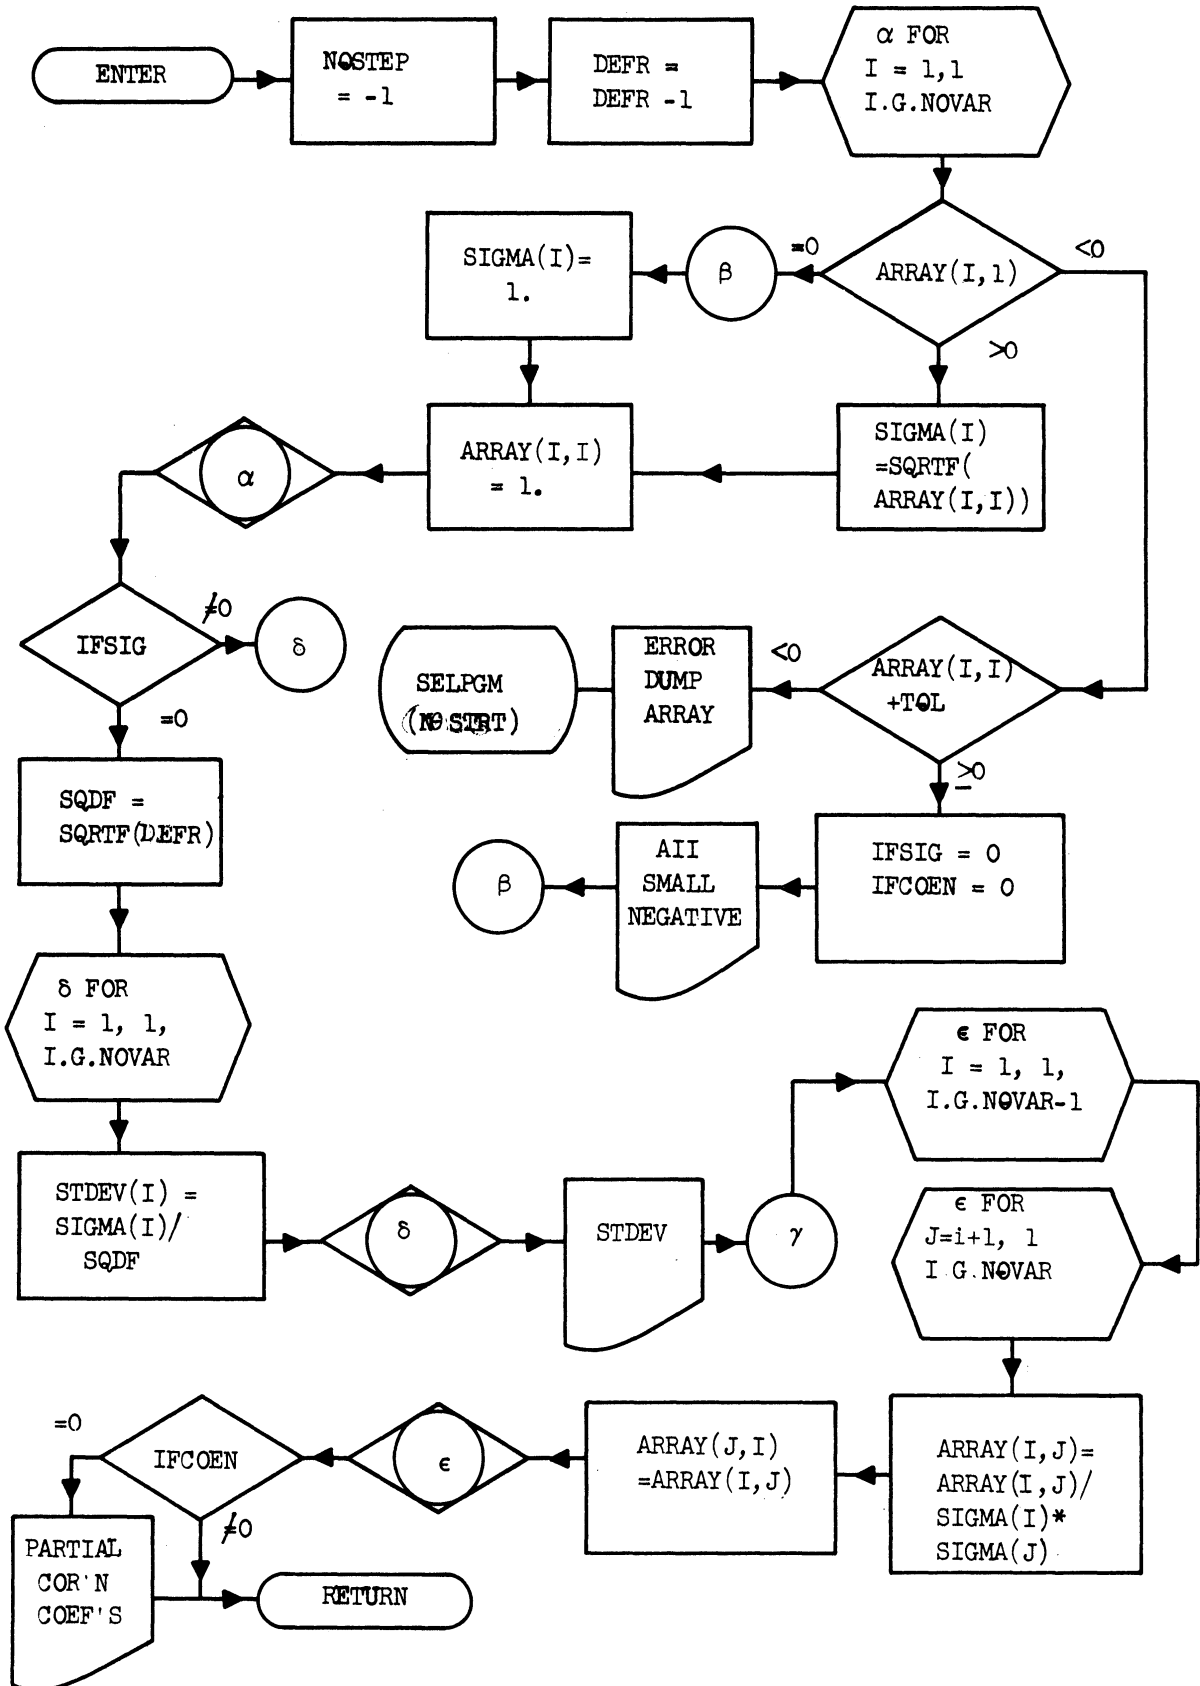 ENTER
NOSTEP
= -1
DEFR =
DEFR -1
α FOR
I = 1,1
I.G.NOVAR
SIGMA(I)=
1.
β
=0
ARRAY(I,1)
<0
>0
α
ARRAY(I,I)
= 1.
SIGMA(I)
=SQRTF(
ARRAY(I,I))
IFSIG
≠0
δ
=0
SELPGM
(NO STRT)
ERROR
DUMP
ARRAY
<0
ARRAY(I,I)
+TOL
≥0
SQDF =
SQRTF(DEFR)
β
AII
SMALL
NEGATIVE
IFSIG = 0
IFCOEN = 0
δ FOR
I = 1, 1,
I.G.NOVAR
ϵ FOR
I = 1, 1,
I.G.NOVAR-1
STDEV(I) =
SIGMA(I)/
SQDF
δ
STDEV
γ
ϵ FOR
J=i+1, 1
I.G.NOVAR
=0
IFCOEN
≠0
ϵ
ARRAY(J,I)
=ARRAY(I,J)
ARRAY(I,J)=
ARRAY(I,J)/
SIGMA(I)*
SIGMA(J)
PARTIAL
COR'N
COEF'S
RETURN